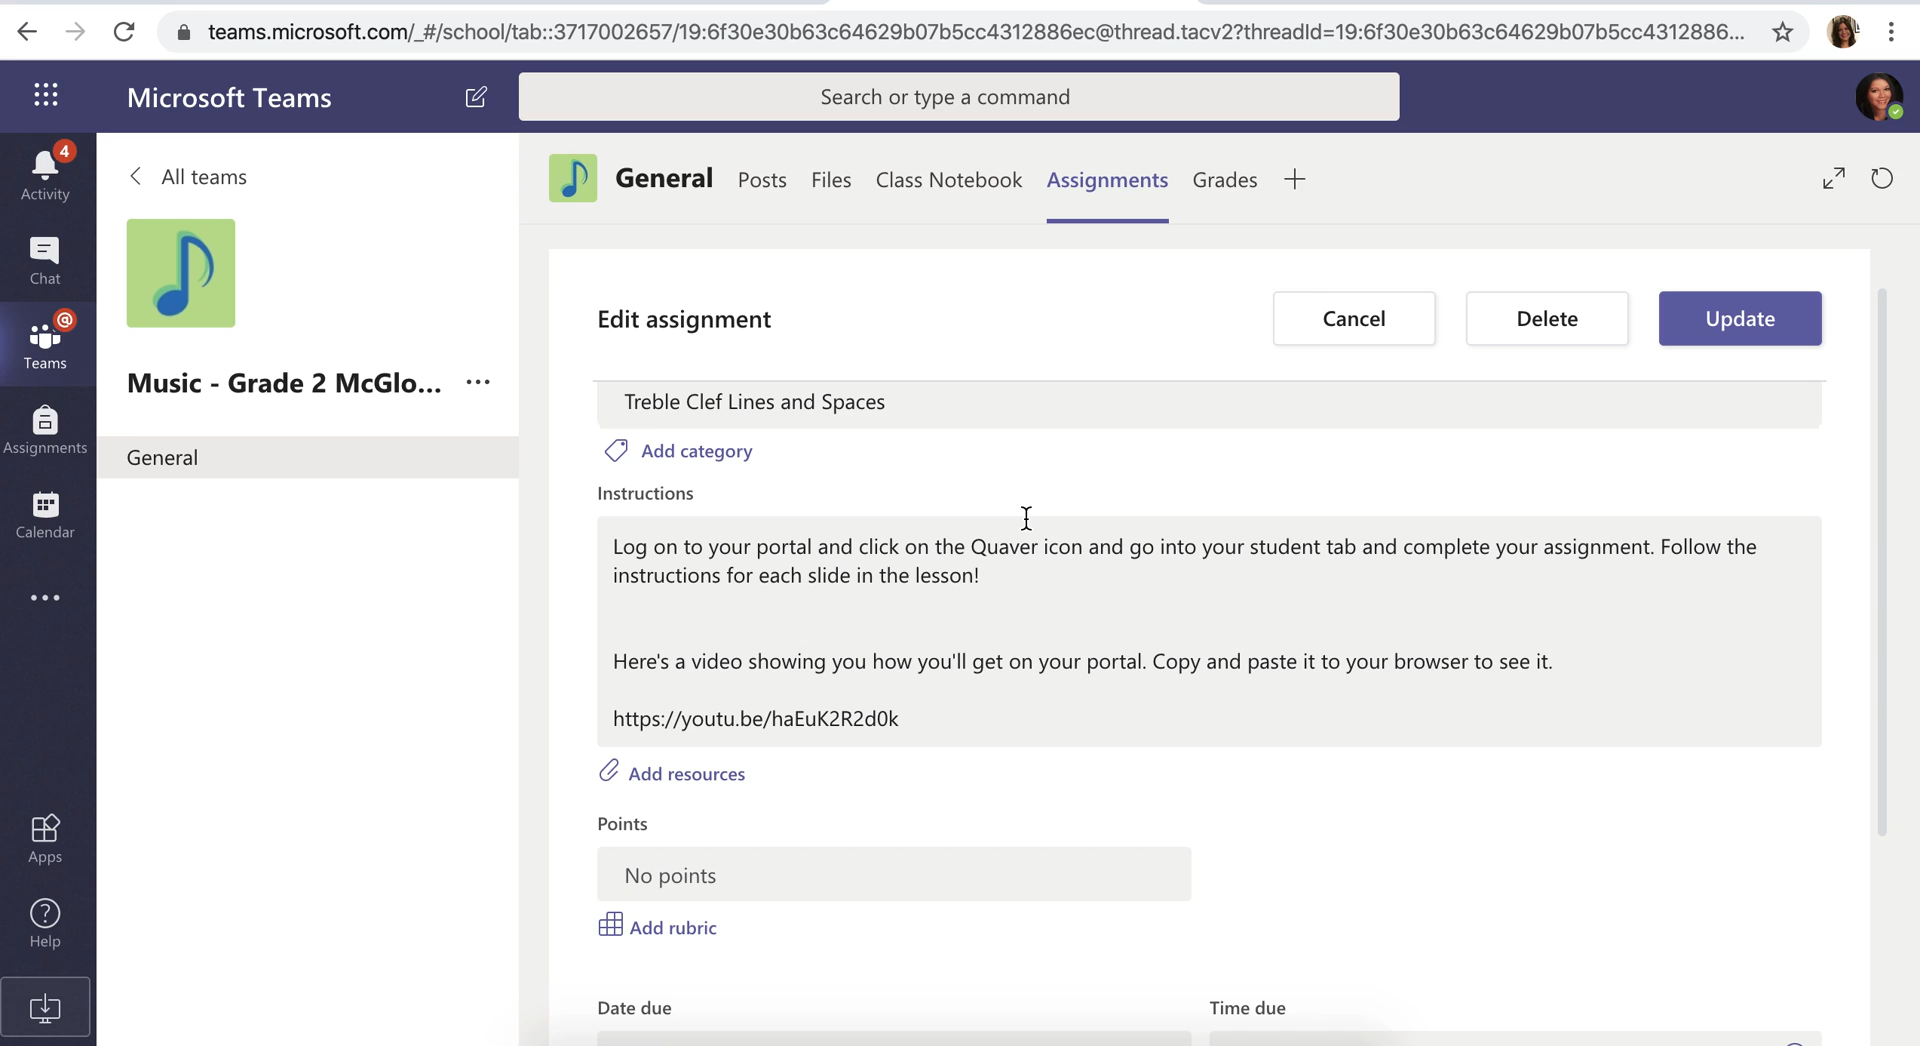 teams.microsoft.com/_#/school/tab::3717002657/19:6f30e30b63c64629b07b5cc4312886ec@thread.tacv2?threadId=19:6f30e30b63c64629b07b5cc4312886...
Microsoft Teams
Search or type a command
4
Activity
Chat
@
Teams
Assignments
Calendar
Apps
Help
All teams
Music - Grade 2 McGlo... ...
General
General Posts Files Class Notebook Assignments Grades +
Edit assignment
Cancel
Delete
Update
Treble Clef Lines and Spaces
Add category
Instructions
Log on to your portal and click on the Quaver icon and go into your student tab and complete your assignment. Follow the
instructions for each slide in the lesson!
Here's a video showing you how you'll get on your portal. Copy and paste it to your browser to see it.
https://youtu.be/haEuK2R2d0k
Add resources
Points
No points
Add rubric
Date due
Time due